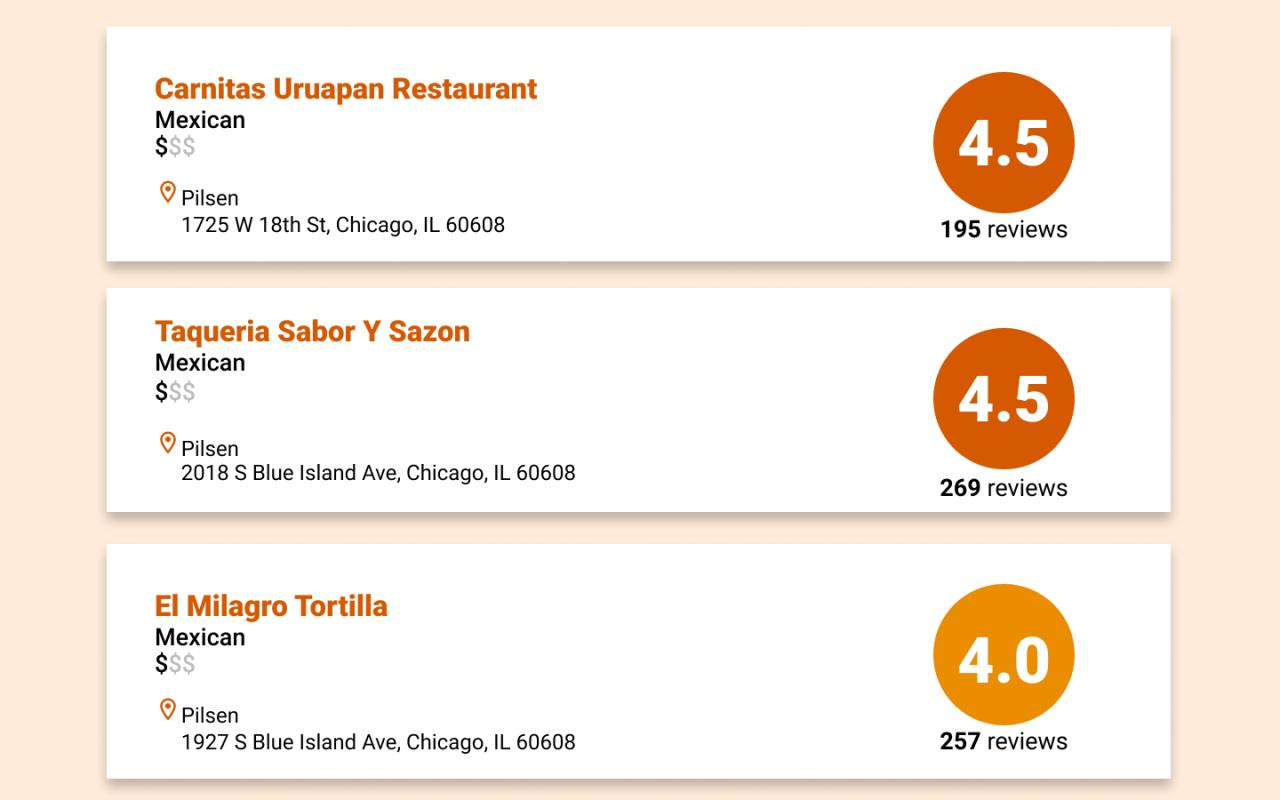 Carnitas Uruapan Restaurant
Mexican
$$$
Pilsen
1725 W 18th St, Chicago, IL 60608
4.5
195 reviews
Taqueria Sabor Y Sazon
Mexican
$$$
Pilsen
2018 S Blue Island Ave, Chicago, IL 60608
4.5
269 reviews
El Milagro Tortilla
Mexican
$$$
Pilsen
1927 S Blue Island Ave, Chicago, IL 60608
4.0
257 reviews